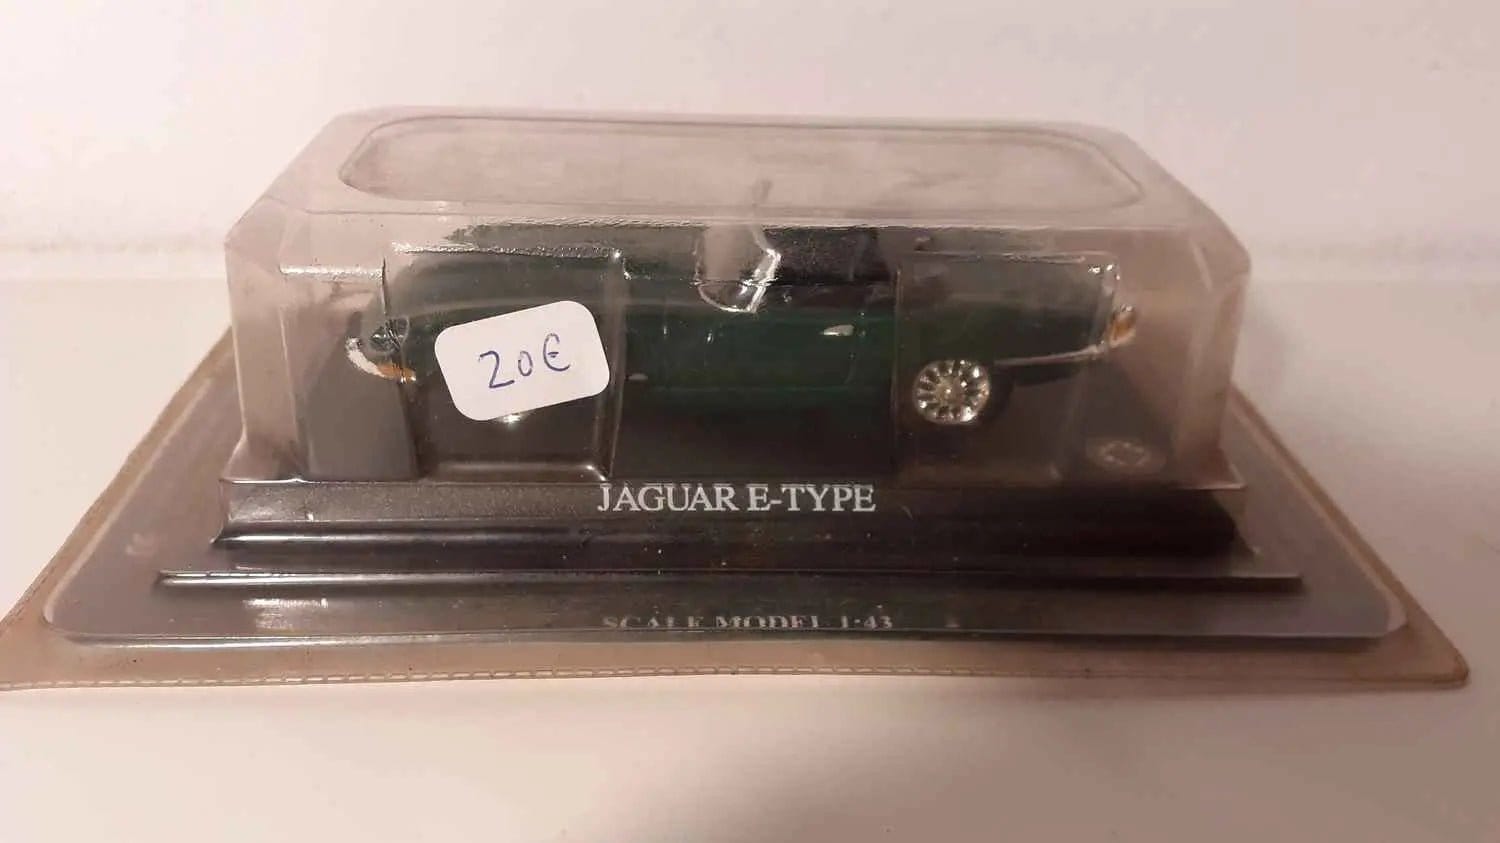 20€
JAGUAR E-TYPE
SCALE MODEL 1:43